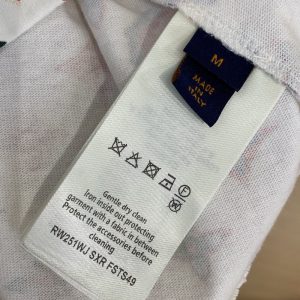 M
MADE
IN
ITALY
Gentle dry clean
Iron inside out protecting
garment with a fabric in between
Protect the accessories before
cleaning
RW251WJ SXR FSTS49